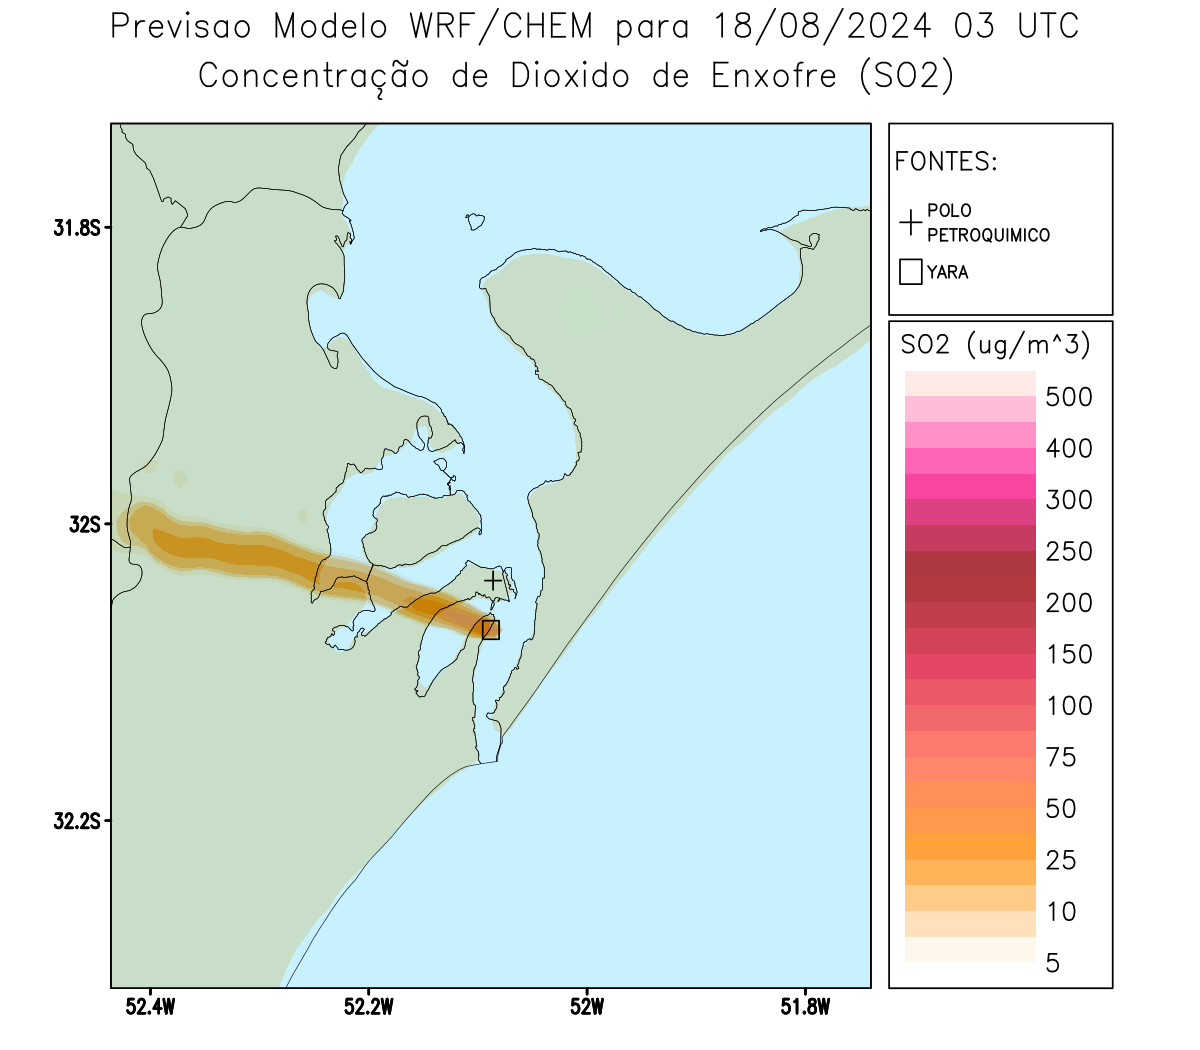 Previsao Modelo WRF/CHEM para 18/08/2024 03 UTC
Concentração de Dioxido de Enxofre (SO2)
FONTES:
POLO
PETROQUIMICO
YARA
SO2 (ug/m^3)
500
400
300
250
200
150
100
75
50
25
10
5
31.8S
32S
32.2S
52.4W
52.2W
52W
51.8W